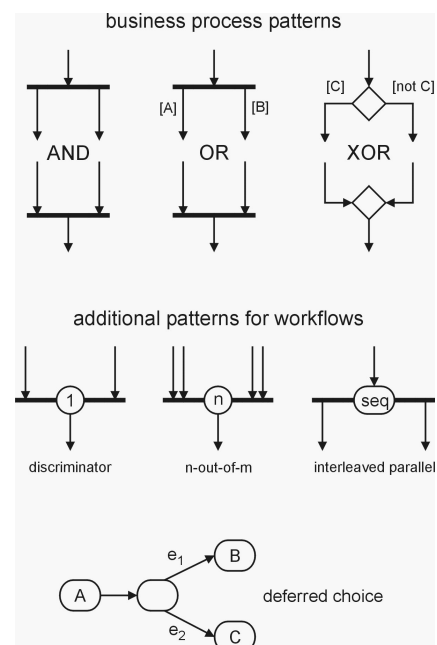 business process patterns
[C] [not C]
[A] [B]
AND OR XOR
additional patterns for workflows
1 n seq
discriminator n-out-of-m interleaved parallel
e1 B
A deferred choice
e2 C